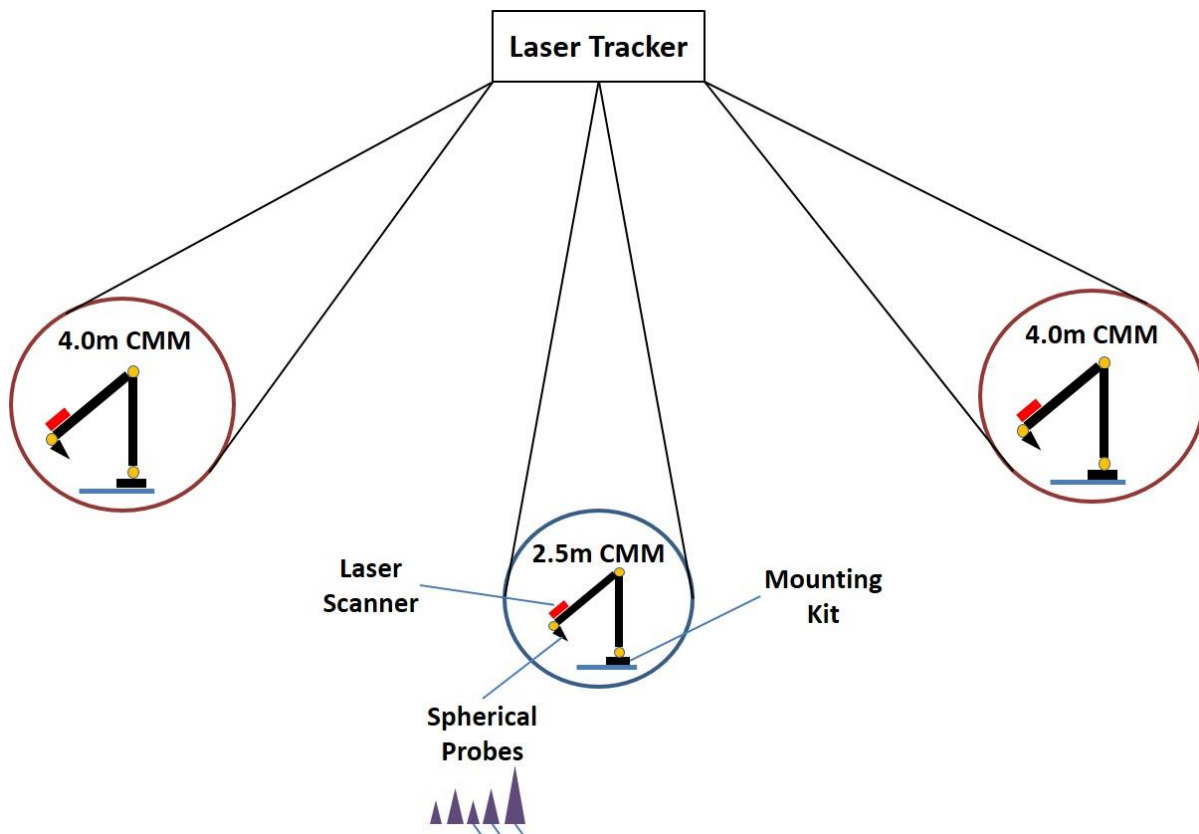 Laser Tracker
4.0m CMM
4.0m CMM
2.5m CMM
Laser
Scanner
Mounting
Kit
Spherical
Probes